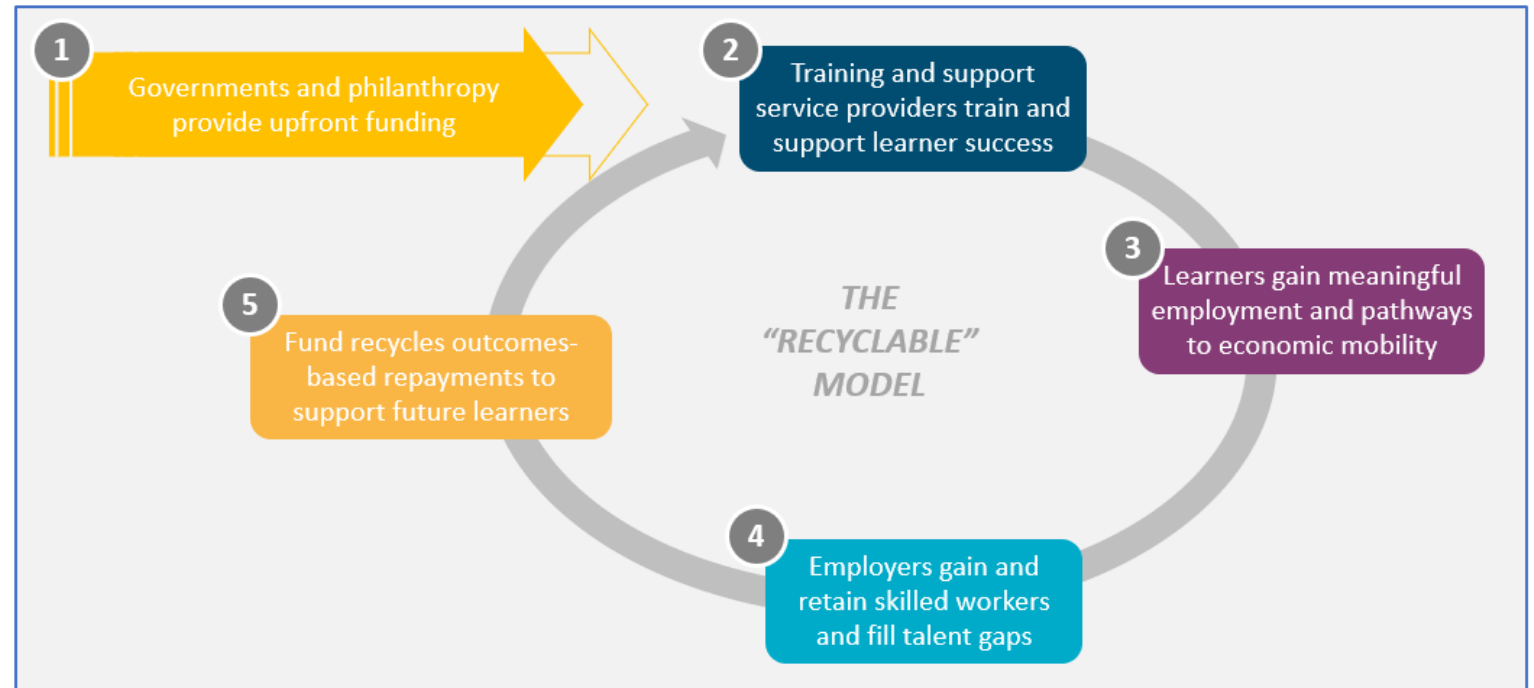 1
Governments and philanthropy
provide upfront funding
2
Training and support
service providers train and
support learner success
3
Learners gain meaningful
employment and pathways
to economic mobility
4
Employers gain and
retain skilled workers
and fill talent gaps
5
Fund recycles outcomes-
based repayments to
support future learners
THE
“RECYCLABLE”
MODEL